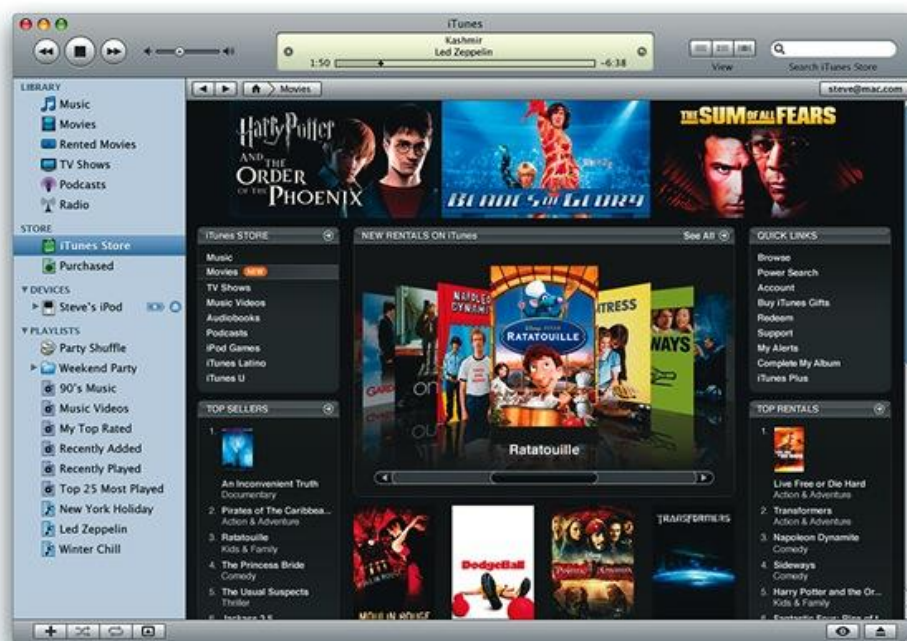 iTunes
Kashmir
Led Zeppelin
1:50
-6:38
View
Search iTunes Store
LIBRARY
Music
Movies
Rented Movies
TV Shows
Podcasts
Radio
STORE
iTunes Store
Purchased
DEVICES
Steve's iPod
PLAYLISTS
Party Shuffle
Weekend Party
90's Music
Music Videos
My Top Rated
Recently Added
Recently Played
Top 25 Most Played
New York Holiday
Led Zeppelin
Winter Chill
Movies
steve@mac.com
Harry Potter
AND THE
ORDER
OF THE
PHOENIX
BLADES OF GLORY
THE SUM OF ALL FEARS
iTunes STORE
Music
Movies NEW
TV Shows
Music Videos
Audiobooks
Podcasts
iPod Games
iTunes Latino
iTunes U
TOP SELLERS
1.
An Inconvenient Truth
Documentary
2. Pirates of The Caribbea...
Action & Adventure
3. Ratatouille
Kids & Family
4. The Princess Bride
Comedy
5. The Usual Suspects
Thriller
NEW RENTALS ON iTunes
See All
RATATOUILLE
Ratatouille
MOULIN ROUGE
DODGEBALL
TRANSFORMERS
QUICK LINKS
Browse
Power Search
Account
Buy iTunes Gifts
Redeem
Support
My Alerts
Complete My Album
iTunes Plus
TOP RENTALS
1.
Live Free or Die Hard
Action & Adventure
2. Transformers
Action & Adventure
3. Napoleon Dynamite
Comedy
4. Sideways
Comedy
5. Harry Potter and the Or...
Kids & Family